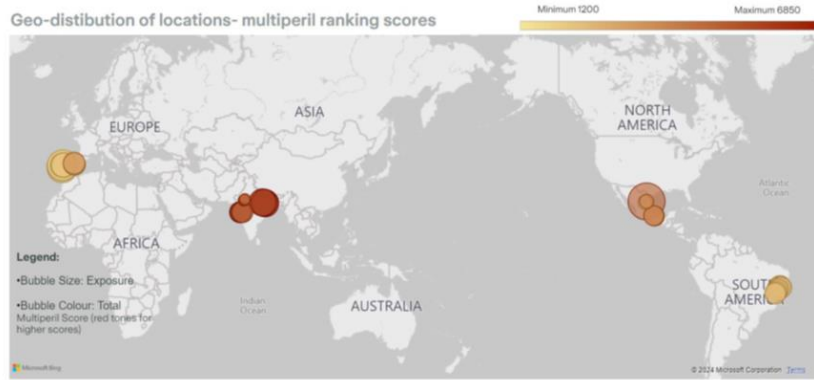 Geo-distibution of locations- multiperil ranking scores
Minimum 1200
Maximum 6850
EUROPE
ASIA
NORTH
AMERICA
Atlantic
Ocean
AFRICA
Legend:
•Bubble Size: Exposure
•Bubble Colour: Total
Multiperil Score (red tones for
higher scores)
Indian
Ocean
AUSTRALIA
SOUTH
AMERICA
Microsoft Bing
© 2024 Microsoft Corporation Terms